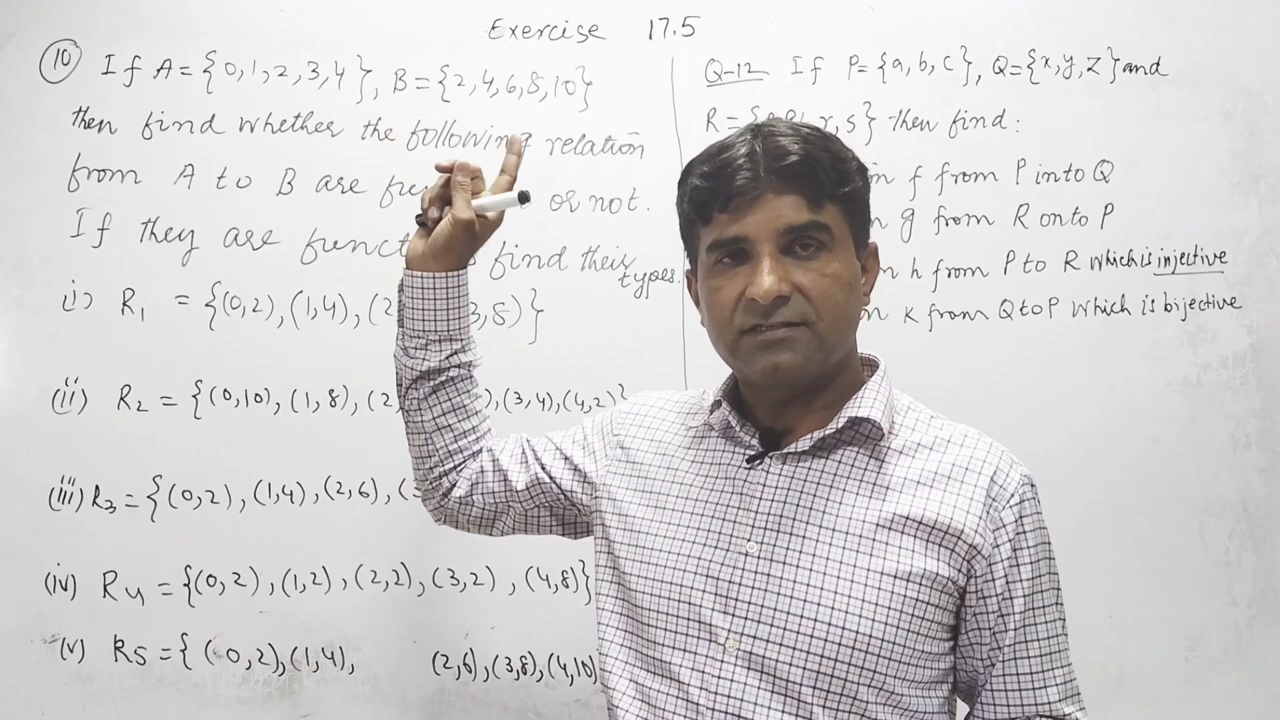 Exercise 17.5
10 If A = {0,1,2,3,4}, B = {2,4,6,8,10}
then find whether the following relation
from A to B are or not.
If they are find their types.
i) R1 = {(0,2),(1,4),(2 3,8)}
(ii) R2 = {(0,10),(1,8),(2 ),(3,4),(4,2)}
(iii) R3 = {(0,2),(1,4),(2,6),(
(iv) R4 = {(0,2),(1,2),(2,2),(3,2),(4,8)}
(v) R5 = {(0,2),(1,4), (2,6),(3,8),(4,10)
Q-12 If P = {a,b,c}, Q = {x,y,z} and
R = { r,s} then find:
f from P into Q
g from R onto P
h from P to R which is injective
K from Q to P which is bijective